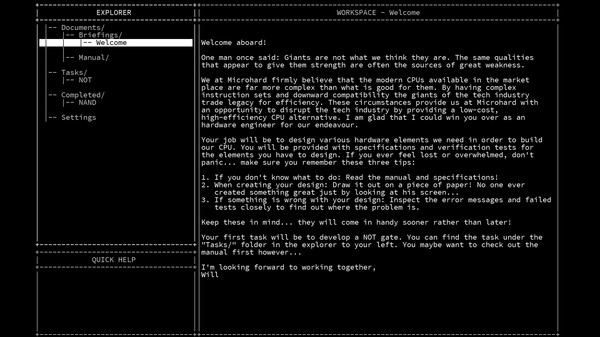 EXPLORER
|-- Documents/
|-- Briefings/
|-- Welcome
|-- Manual/
|-- Tasks/
|-- NOT
|-- Completed/
|-- NAND
|-- Settings
QUICK HELP
WORKSPACE - Welcome
Welcome aboard!
One man once said: Giants are not what we think they are. The same qualities
that appear to give them strength are often the sources of great weakness.
We at Microhard firmly believe that the modern CPUs available in the market
place are far more complex than what is good for them. By having complex
instruction sets and downward compatibility the giants of the tech industry
trade legacy for efficiency. These circumstances provide us at Microhard with
an opportunity to disrupt the tech industry by providing a low-cost,
high-efficiency CPU alternative. I am glad that I could win you over as an
hardware engineer for our endeavour.
Your job will be to design various hardware elements we need in order to build
our CPU. You will be provided with specifications and verification tests for
the elements you have to design. If you ever feel lost or overwhelmed, don't
panic... make sure you remember these three tips:
1. If you don't know what to do: Read the manual and specifications!
2. When creating your design: Draw it out on a piece of paper! No one ever
created something great just by looking at his screen...
3. If something is wrong with your design: Inspect the error messages and failed
tests closely to find out where the problem is.
Keep these in mind... they will come in handy sooner rather than later!
Your first task will be to develop a NOT gate. You can find the task under the
"Tasks/" folder in the explorer to your left. You maybe want to check out the
manual first however...
I'm looking forward to working together,
Will